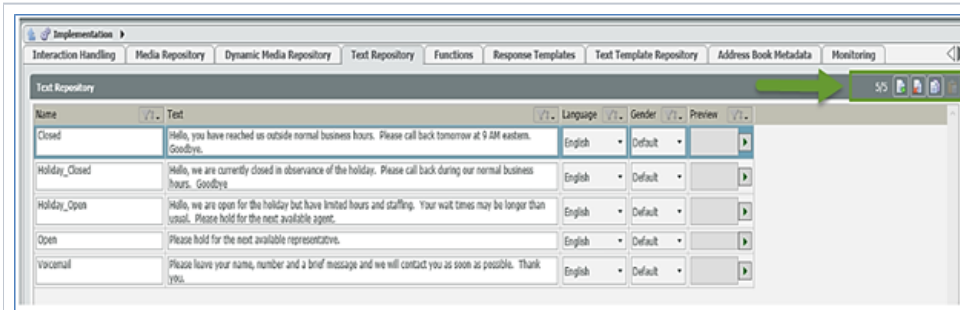 Implementation
Interaction Handling Media Repository Dynamic Media Repository Text Repository Functions Response Templates Text Template Repository Address Book Metadata Monitoring
Text Repository 5/5
Name Text Language Gender Preview
Closed Hello, you have reached us outside normal business hours. Please call back tomorrow at 9 AM eastern. English Default
Goodbye.
Holiday_Closed Hello, we are currently closed in observance of the holiday. Please call back during our normal business English Default
hours. Goodbye
Holiday_Open Hello, we are open for the holiday but have limited hours and staffing. Your wait times may be longer than English Default
usual. Please hold for the next available agent.
Open Please hold for the next available representative. English Default
Voicemail Please leave your name, number and a brief message and we will contact you as soon as possible. Thank English Default
you.